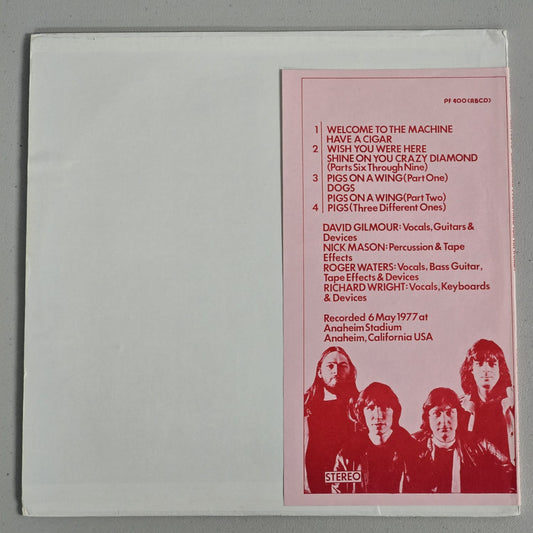 PF 400 (ABCD)
1 WELCOME TO THE MACHINE
HAVE A CIGAR
2 WISH YOU WERE HERE
SHINE ON YOU CRAZY DIAMOND
(Parts Six Through Nine)
3 PIGS ON A WING (Part One)
DOGS
PIGS ON A WING (Part Two)
4 PIGS (Three Different Ones)
DAVID GILMOUR: Vocals, Guitars &
Devices
NICK MASON: Percussion & Tape
Effects
ROGER WATERS: Vocals, Bass Guitar,
Tape Effects & Devices
RICHARD WRIGHT: Vocals, Keyboards
& Devices
Recorded 6 May 1977 at
Anaheim Stadium
Anaheim, California USA
STEREO